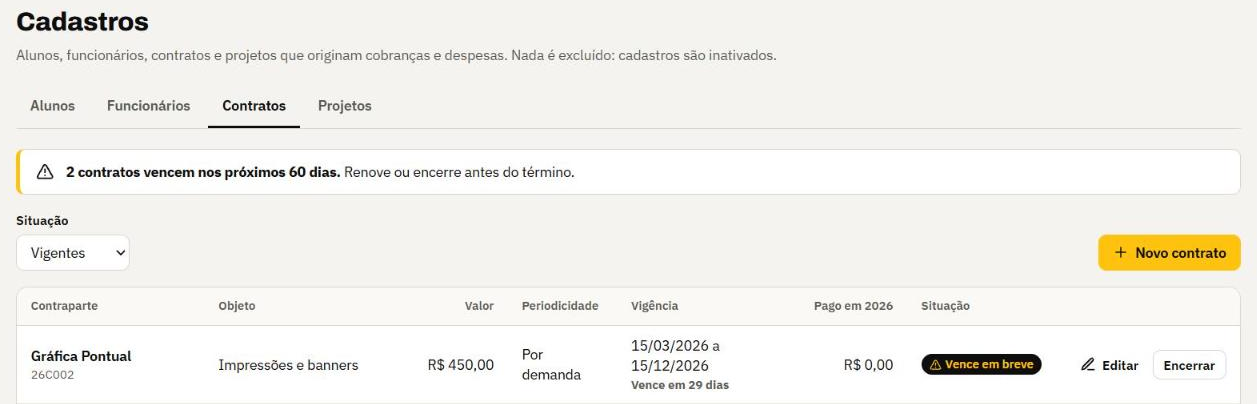 Cadastros
Alunos, funcionários, contratos e projetos que originam cobranças e despesas. Nada é excluído: cadastros são inativados.
Alunos Funcionários Contratos Projetos
2 contratos vencem nos próximos 60 dias. Renove ou encerre antes do término.
Situação
Vigentes
+ Novo contrato
Contraparte Objeto Valor Periodicidade Vigência Pago em 2026 Situação
Gráfica Pontual
26C002
Impressões e banners
R$ 450,00
Por
demanda
15/03/2026 a
15/12/2026
Vence em 29 dias
R$ 0,00
Vence em breve
Editar
Encerrar